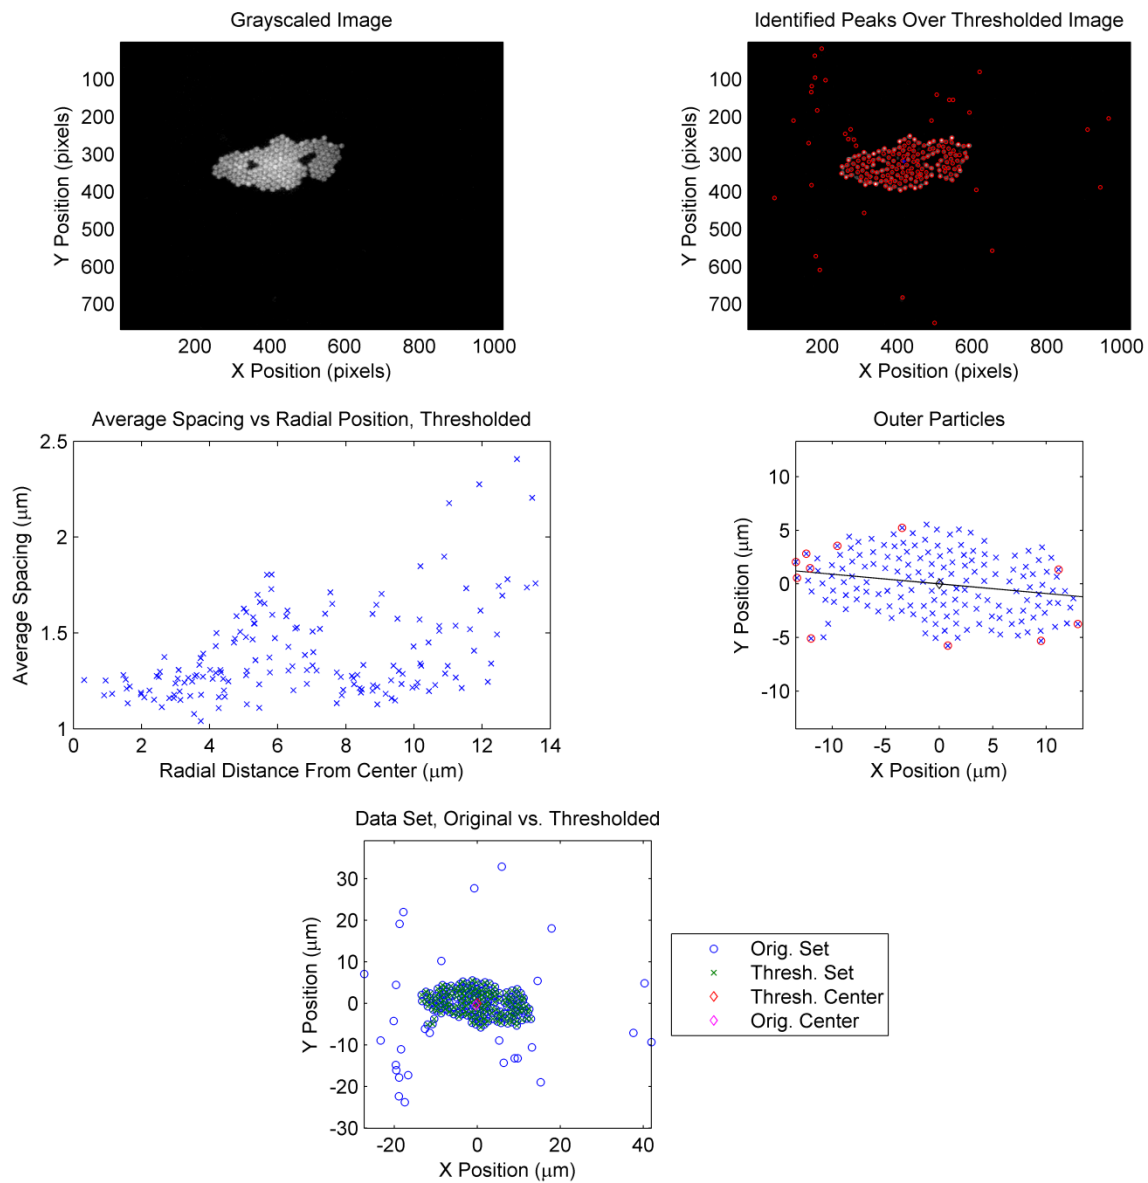 Grayscaled Image
Y Position (pixels)
100
200
300
400
500
600
700
200 400 600 800 1000
X Position (pixels)
Identified Peaks Over Thresholded Image
Y Position (pixels)
100
200
300
400
500
600
700
200 400 600 800 1000
X Position (pixels)
Average Spacing vs Radial Position, Thresholded
Average Spacing (μm)
2.5
2
1.5
1
0 2 4 6 8 10 12 14
Radial Distance From Center (μm)
Outer Particles
Y Position (μm)
10
5
0
-5
-10
-10 -5 0 5 10
X Position (μm)
Data Set, Original vs. Thresholded
Y Position (μm)
30
20
10
0
-10
-20
-30
-20 0 20 40
X Position (μm)
Orig. Set
Thresh. Set
Thresh. Center
Orig. Center